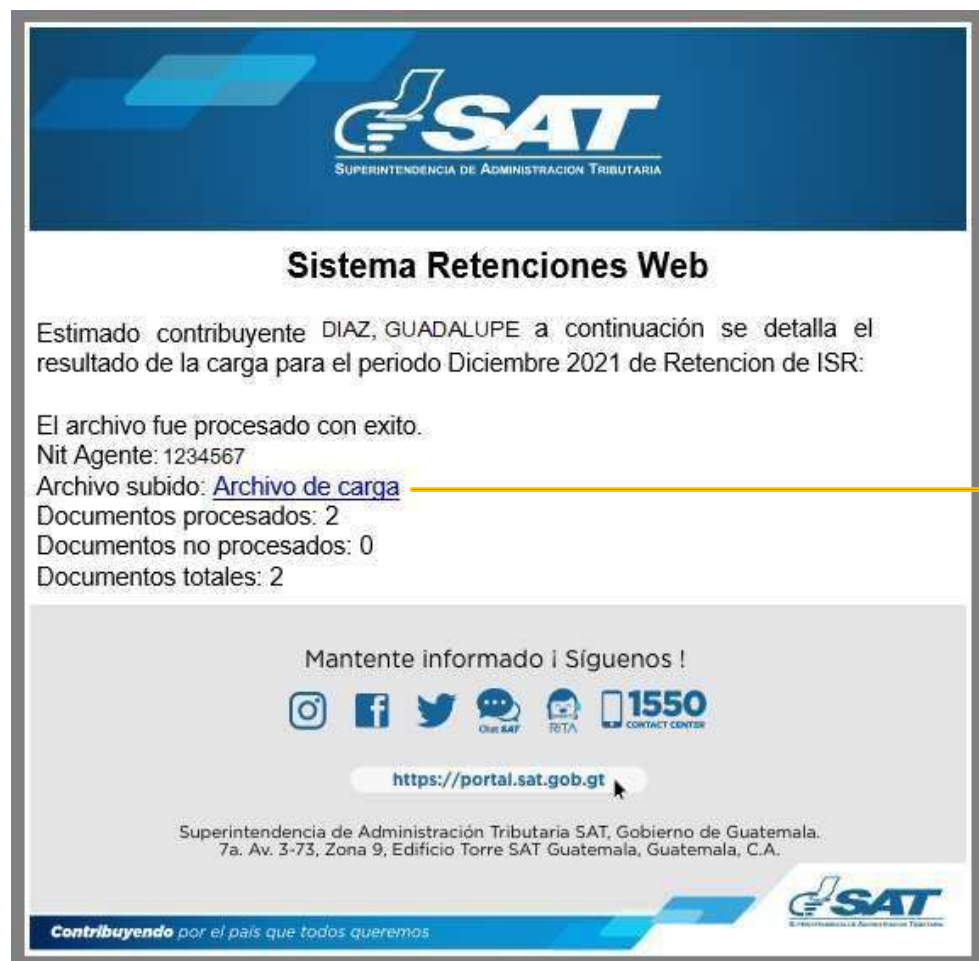 SAT
SUPERINTENDENCIA DE ADMINISTRACION TRIBUTARIA
Sistema Retenciones Web
Estimado contribuyente DIAZ, GUADALUPE a continuación se detalla el
resultado de la carga para el periodo Diciembre 2021 de Retencion de ISR:
El archivo fue procesado con exito.
Nit Agente: 1234567
Archivo subido: Archivo de carga
Documentos procesados: 2
Documentos no procesados: 0
Documentos totales: 2
Mantente informado ¡ Síguenos !
Chat SAT RITA 1550 CONTACT CENTER
https://portal.sat.gob.gt
Superintendencia de Administración Tributaria SAT, Gobierno de Guatemala.
7a. Av. 3-73, Zona 9, Edificio Torre SAT Guatemala, Guatemala, C.A.
SAT
SUPERINTENDENCIA DE ADMINISTRACION TRIBUTARIA
Contribuyendo por el país que todos queremos